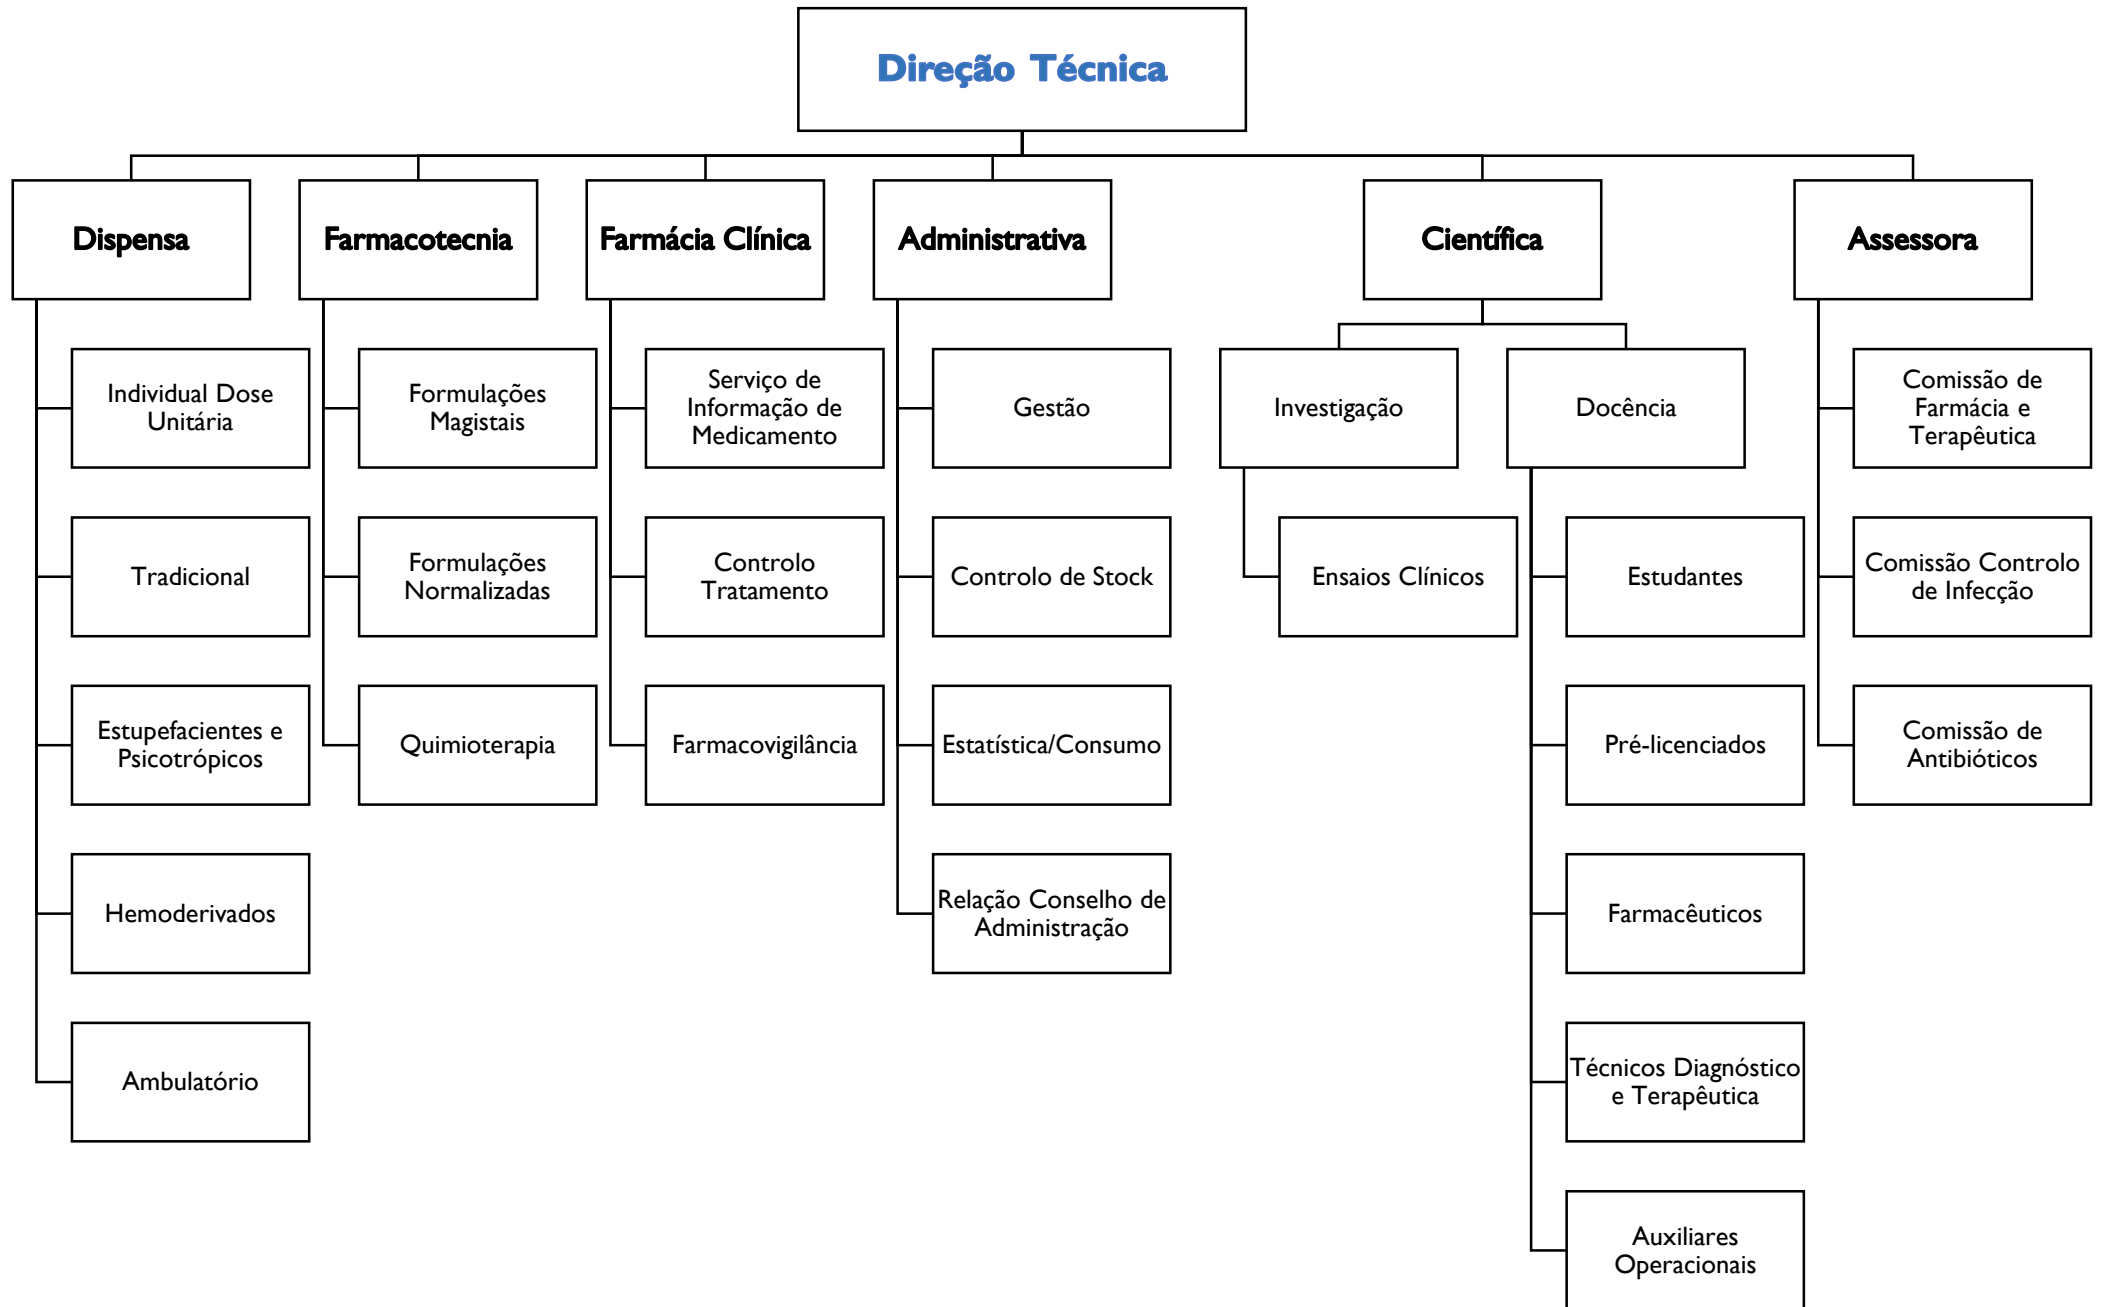 Direção Técnica
Dispensa
Farmacotecnia
Farmácia Clínica
Administrativa
Científica
Assessora
Individual Dose
Unitária
Formulações
Magistais
Serviço de
Informação de
Medicamento
Gestão
Investigação
Docência
Comissão de
Farmácia e
Terapêutica
Tradicional
Formulações
Normalizadas
Controlo
Tratamento
Controlo de Stock
Ensaios Clínicos
Estudantes
Comissão Controlo
de Infecção
Estupefacientes e
Psicotrópicos
Quimioterapia
Farmacovigilância
Estatística/Consumo
Pré-licenciados
Comissão de
Antibióticos
Hemoderivados
Relação Conselho de
Administração
Farmacêuticos
Ambulatório
Técnicos Diagnóstico
e Terapêutica
Auxiliares
Operacionais